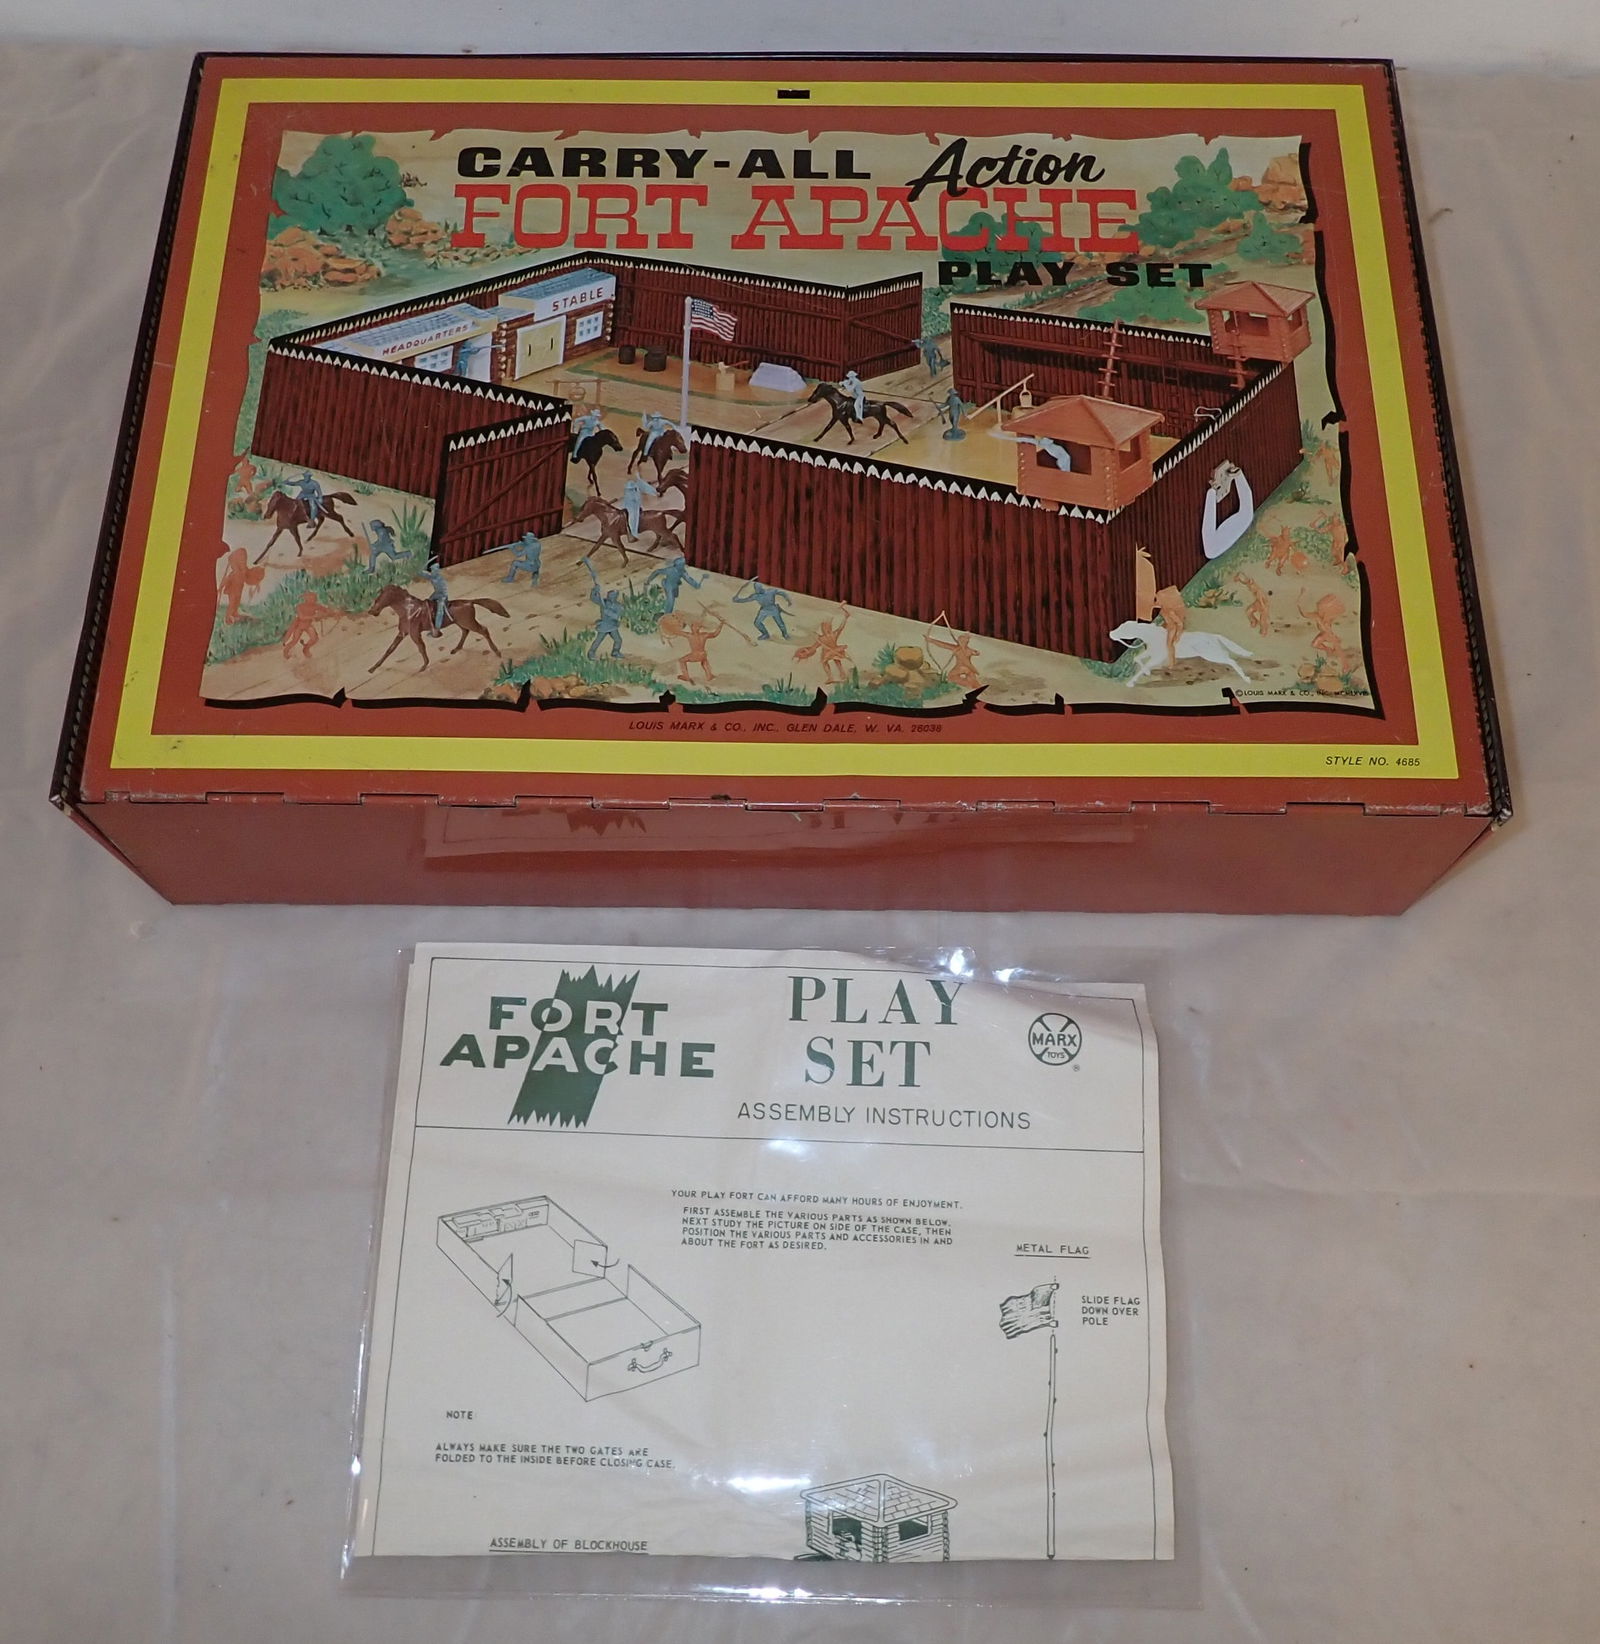 CARRY-ALL Action
FORT APACHE
PLAY SET
HEADQUARTERS
STABLE
© LOUIS MARX & CO., INC.
LOUIS MARX & CO., INC., GLEN DALE, W. VA. 26038
STYLE NO. 4685
FORT
APACHE
PLAY
SET
MARX
TOYS
®
ASSEMBLY INSTRUCTIONS
YOUR PLAY FORT CAN AFFORD MANY HOURS OF ENJOYMENT.
FIRST ASSEMBLE THE VARIOUS PARTS AS SHOWN BELOW.
NEXT STUDY THE PICTURE ON SIDE OF THE CASE, THEN
POSITION THE VARIOUS PARTS AND ACCESSORIES IN AND
ABOUT THE FORT AS DESIRED.
METAL FLAG
SLIDE FLAG
DOWN OVER
POLE
NOTE:
ALWAYS MAKE SURE THE TWO GATES ARE
FOLDED TO THE INSIDE BEFORE CLOSING CASE.
ASSEMBLY OF BLOCKHOUSE